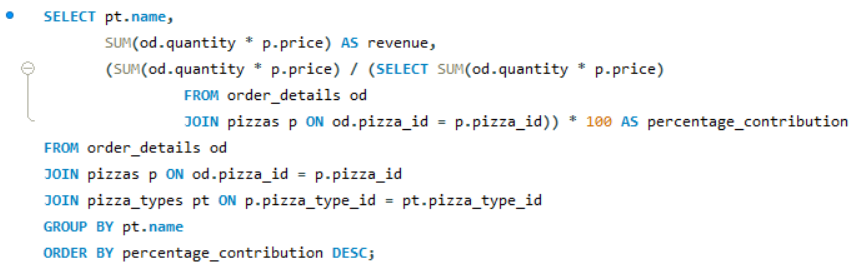 SELECT pt.name,
SUM(od.quantity * p.price) AS revenue,
(SUM(od.quantity * p.price) / (SELECT SUM(od.quantity * p.price)
FROM order_details od
JOIN pizzas p ON od.pizza_id = p.pizza_id)) * 100 AS percentage_contribution
FROM order_details od
JOIN pizzas p ON od.pizza_id = p.pizza_id
JOIN pizza_types pt ON p.pizza_type_id = pt.pizza_type_id
GROUP BY pt.name
ORDER BY percentage_contribution DESC;